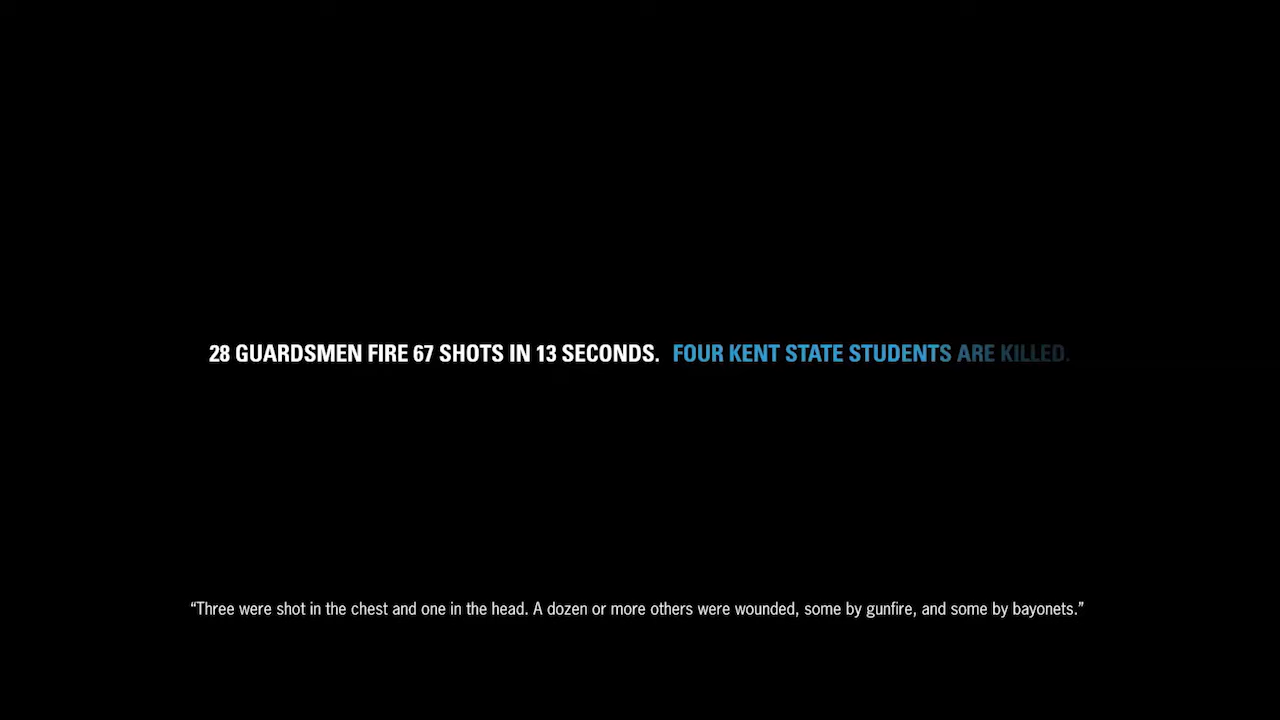 28 GUARDSMEN FIRE 67 SHOTS IN 13 SECONDS. FOUR KENT STATE STUDENTS ARE KILLED.
“Three were shot in the chest and one in the head. A dozen or more others were wounded, some by gunfire, and some by bayonets.”